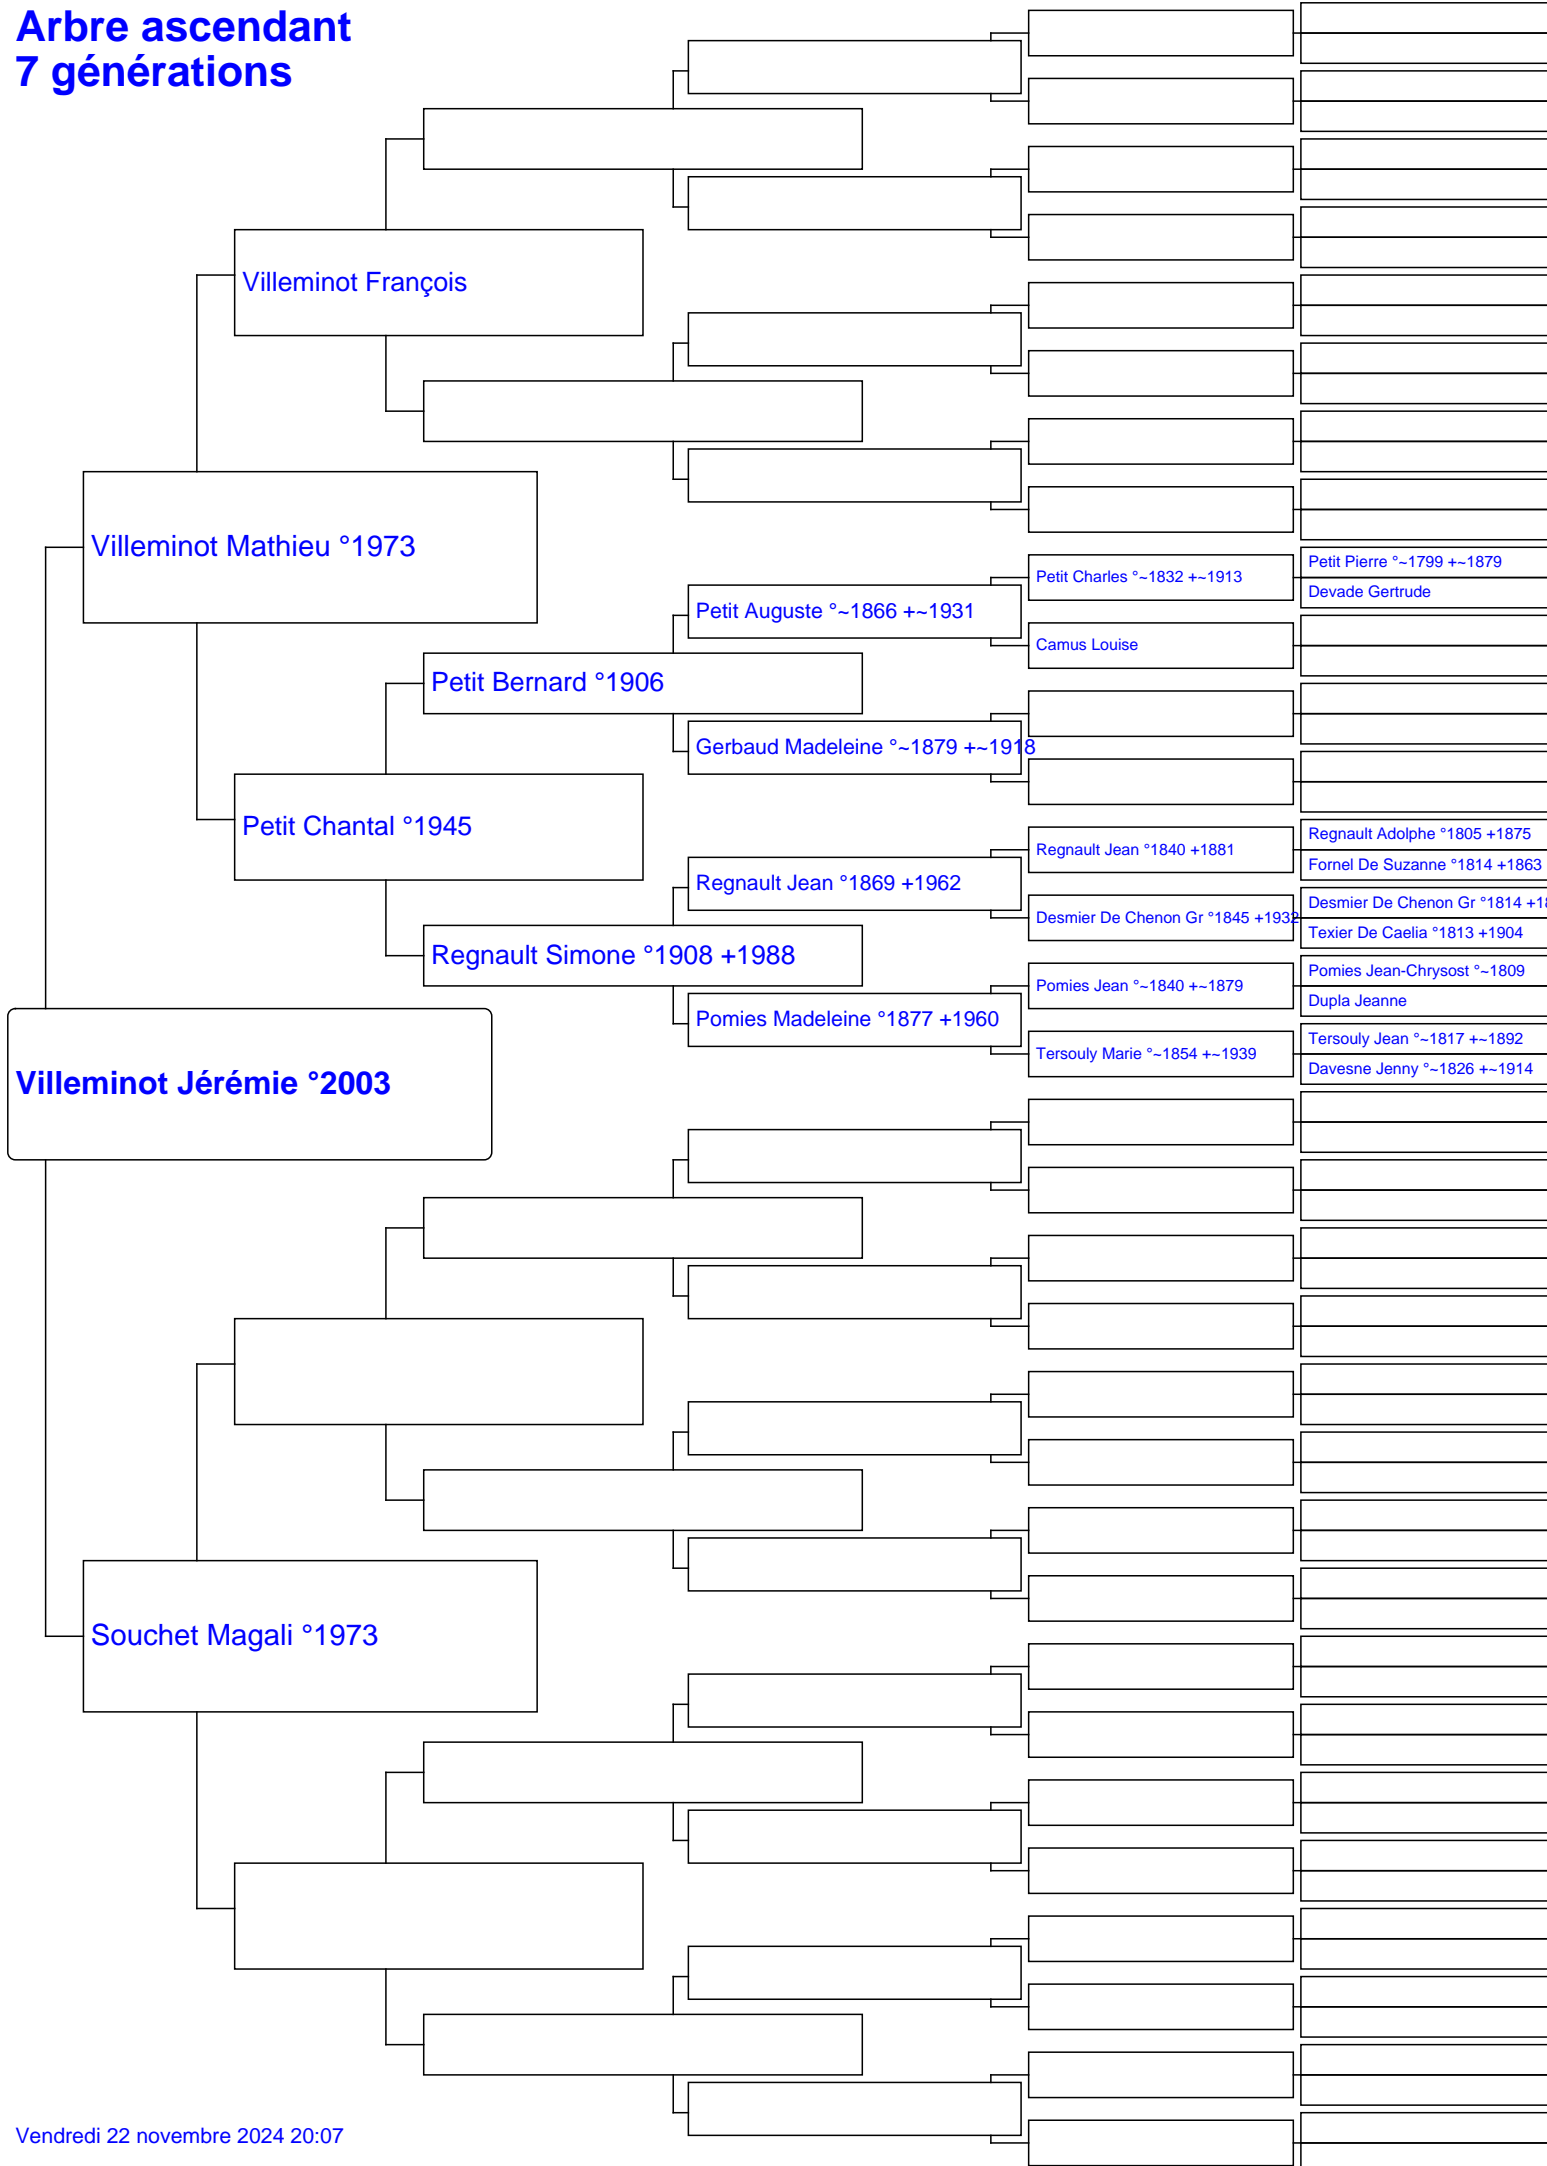 Arbre ascendant
7 générations
Villeminot François
Villeminot Mathieu °1973
Petit Charles °~1832 +~1913
Petit Pierre °~1799 +~1879
Devade Gertrude
Petit Auguste °~1866 +~1931
Camus Louise
Petit Bernard °1906
Gerbaud Madeleine °~1879 +~1918
Petit Chantal °1945
Regnault Jean °1840 +1881
Regnault Adolphe °1805 +1875
Fornel De Suzanne °1814 +1863
Regnault Jean °1869 +1962
Desmier De Chenon Gr °1845 +1932
Desmier De Chenon Gr °1814
Texier De Caelia °1813 +1904
Regnault Simone °1908 +1988
Pomies Jean °~1840 +~1879
Pomies Jean-Chrysost °~1809
Dupla Jeanne
Pomies Madeleine °1877 +1960
Tersouly Marie °~1854 +~1939
Tersouly Jean °~1817 +~1892
Davesne Jenny °~1826 +~1914
Villeminot Jérémie °2003
Souchet Magali °1973
Vendredi 22 novembre 2024 20:07